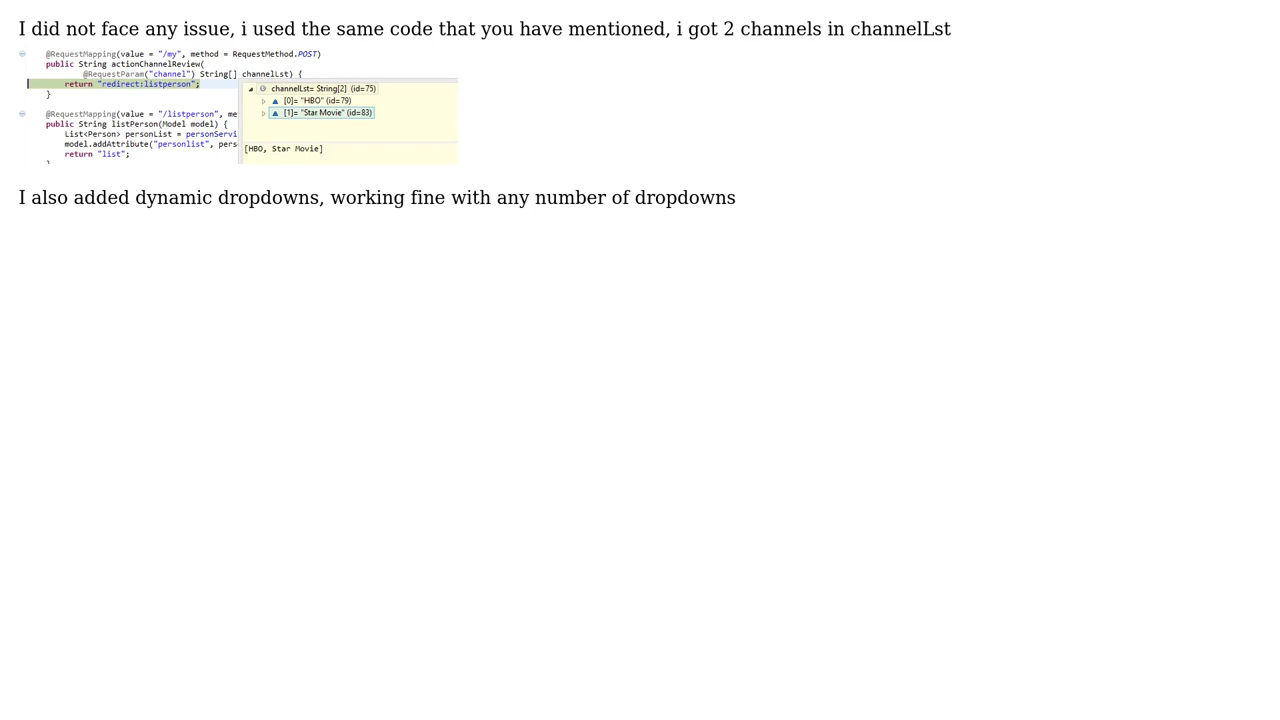 I did not face any issue, i used the same code that you have mentioned, i got 2 channels in channelLst
@RequestMapping(value = "/my", method = RequestMethod.POST)
public String actionChannelReview(
@RequestParam("channel") String[] channelLst) {
return "redirect:listperson";
}
channelLst= String[2] (id=75)
[0]= "HBO" (id=79)
[1]= "Star Movie" (id=83)
[HBO, Star Movie]
@RequestMapping(value = "/listperson", me
public String listPerson(Model model) {
List<Person> personList = personServi
model.addAttribute("personlist", pers
return "list";
}
I also added dynamic dropdowns, working fine with any number of dropdowns